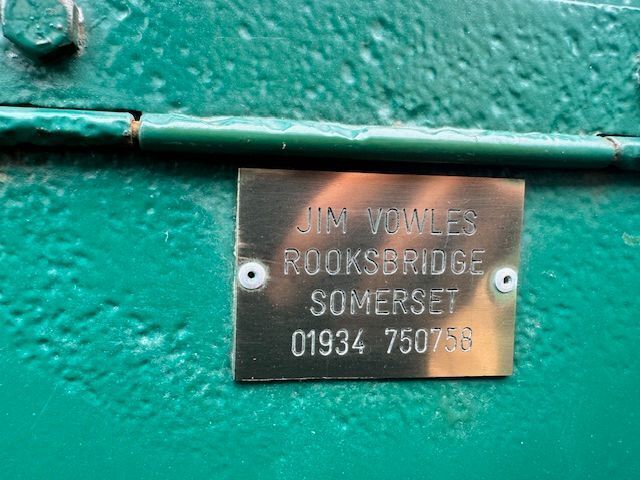 JIM VOWLES
ROOKSBRIDGE
SOMERSET
01934 750758